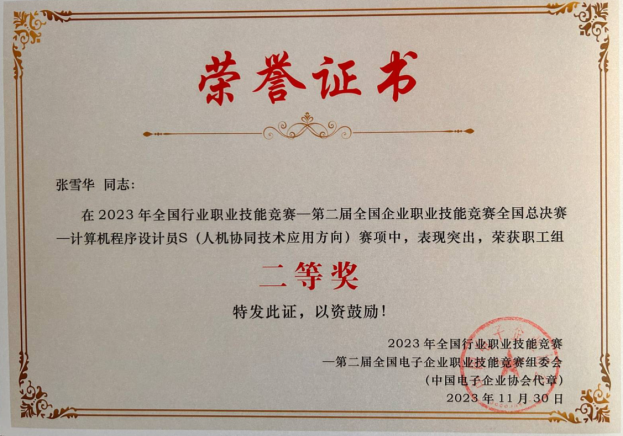 荣誉证书
张雪华 同志：
在2023年全国行业职业技能竞赛—第二届全国企业职业技能竞赛全国总决赛
—计算机程序设计员S（人机协同技术应用方向）赛项中，表现突出，荣获职工组
二等奖
特发此证，以资鼓励！
2023年全国行业职业技能竞赛
—第二届全国电子企业职业技能竞赛组委会
（中国电子企业协会代章）
2023年11月30日